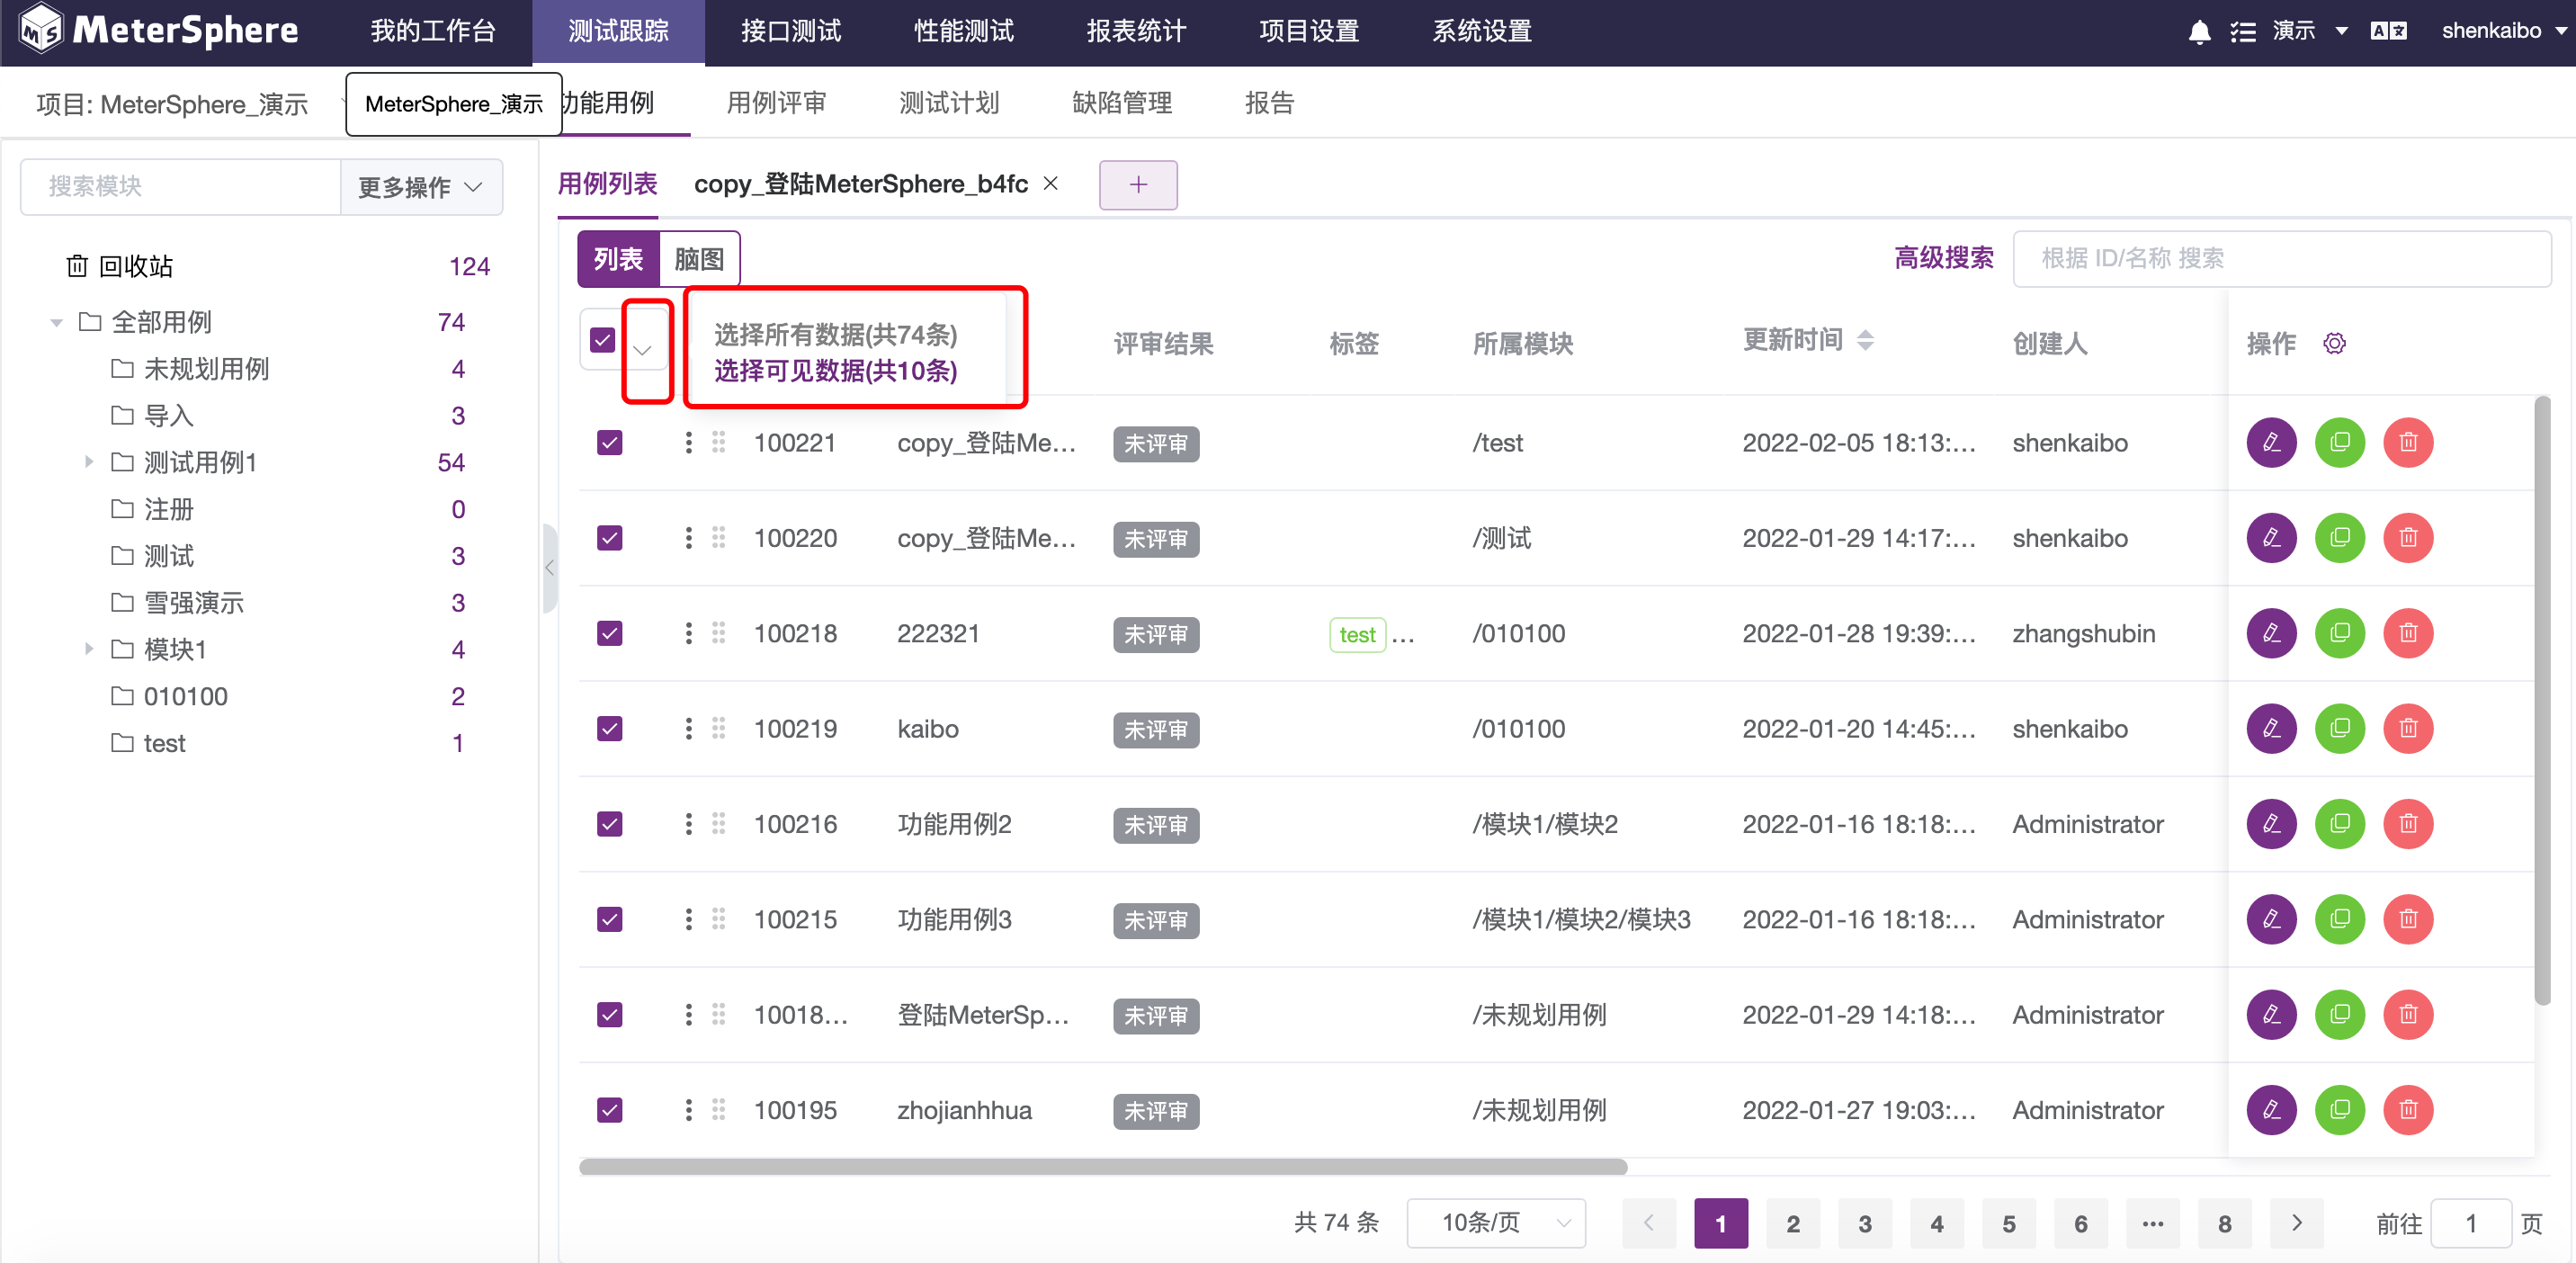 MeterSphere 我的工作台 测试跟踪 接口测试 性能测试 报表统计 项目设置 系统设置 演示 shenkaibo
项目: MeterSphere_演示 MeterSphere_演示 功能用例 用例评审 测试计划 缺陷管理 报告
搜索模块 更多操作
用例列表 copy_登陆MeterSphere_b4fc
列表 脑图 高级搜索 根据 ID/名称 搜索
回收站 124
全部用例 74
未规划用例 4
导入 3
测试用例1 54
注册 0
测试 3
雪强演示 3
模块1 4
010100 2
test 1
选择所有数据(共74条)
选择可见数据(共10条)
评审结果 标签 所属模块 更新时间 创建人 操作
100221 copy_登陆Me... 未评审 /test 2022-02-05 18:13:... shenkaibo
100220 copy_登陆Me... 未评审 /测试 2022-01-29 14:17:... shenkaibo
100218 222321 未评审 test ... /010100 2022-01-28 19:39:... zhangshubin
100219 kaibo 未评审 /010100 2022-01-20 14:45:... shenkaibo
100216 功能用例2 未评审 /模块1/模块2 2022-01-16 18:18:... Administrator
100215 功能用例3 未评审 /模块1/模块2/模块3 2022-01-16 18:18:... Administrator
10018... 登陆MeterSp... 未评审 /未规划用例 2022-01-29 14:18:... Administrator
100195 zhojianhhua 未评审 /未规划用例 2022-01-27 19:03:... Administrator
共 74 条 10条/页 1 2 3 4 5 6 ... 8 前往 1 页